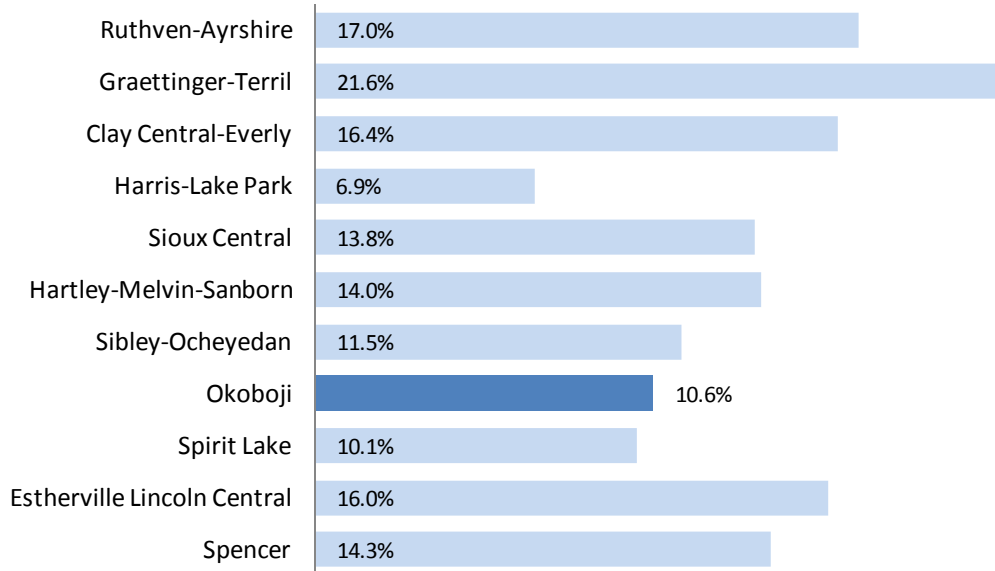 Ruthven-Ayrshire 17.0%
Graettinger-Terril 21.6%
Clay Central-Everly 16.4%
Harris-Lake Park 6.9%
Sioux Central 13.8%
Hartley-Melvin-Sanborn 14.0%
Sibley-Ocheyedan 11.5%
Okoboji 10.6%
Spirit Lake 10.1%
Estherville Lincoln Central 16.0%
Spencer 14.3%